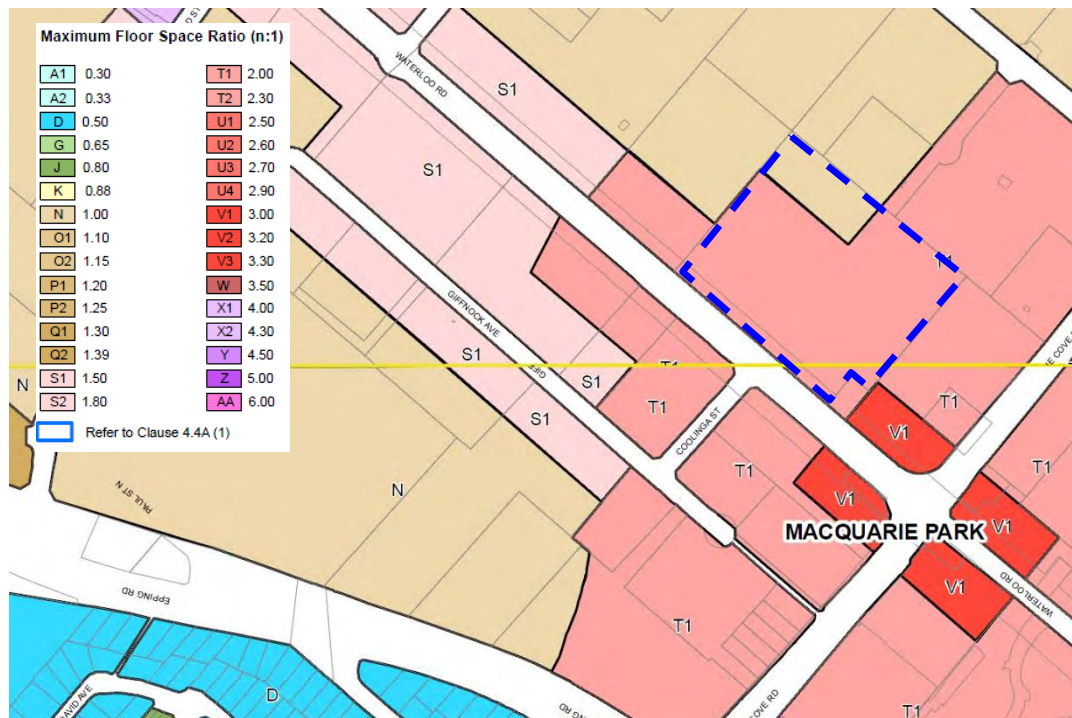 Maximum Floor Space Ratio (n:1)
A1 0.30
A2 0.33
D 0.50
G 0.65
J 0.80
K 0.88
N 1.00
O1 1.10
O2 1.15
P1 1.20
P2 1.25
Q1 1.30
Q2 1.39
S1 1.50
S2 1.80
T1 2.00
T2 2.30
U1 2.50
U2 2.60
U3 2.70
U4 2.90
V1 3.00
V2 3.20
V3 3.30
W 3.50
X1 4.00
X2 4.30
Y 4.50
Z 5.00
AA 6.00
Refer to Clause 4.4A (1)
WATERLOO RD
S1
S1
GIFFNOCK AVE
S1
S1
S1
T1
T1
T1
T1
COOLINGA ST
T1
V1
V1
V1
V1
T1
MACQUARIE PARK
WATERLOO RD
N
N
PAUL ST N
EPPING RD
DAVID AVE
D
T1
T1